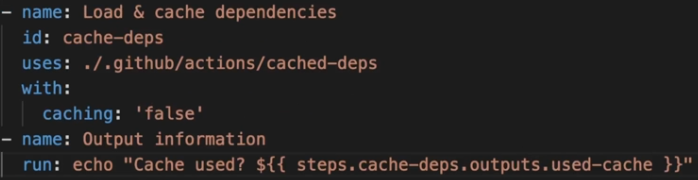 - name: Load & cache dependencies
  id: cache-deps
  uses: ./.github/actions/cached-deps
  with:
    caching: 'false'
- name: Output information
  run: echo "Cache used? ${{ steps.cache-deps.outputs.used-cache }}"